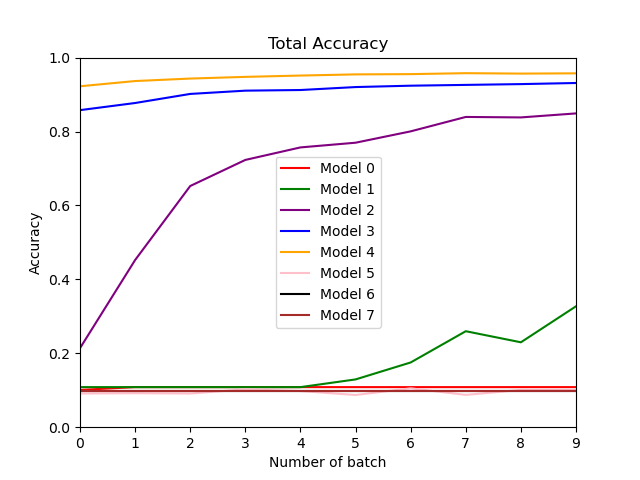 Total Accuracy
Accuracy
1.0
0.8
0.6
0.4
0.2
0.0
Model 0
Model 1
Model 2
Model 3
Model 4
Model 5
Model 6
Model 7
0 1 2 3 4 5 6 7 8 9
Number of batch